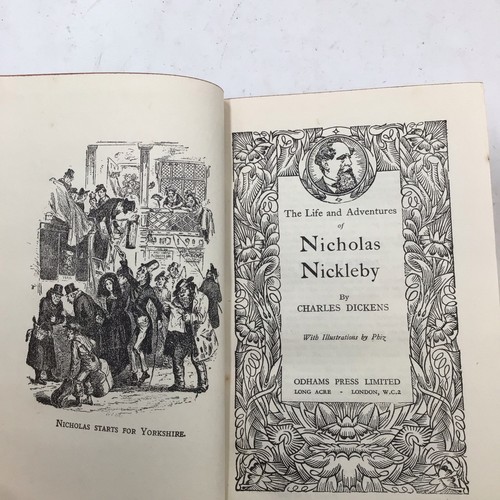 NICHOLAS STARTS FOR YORKSHIRE.
The Life and Adventures
of
Nicholas
Nickleby
By
CHARLES DICKENS
With Illustrations by Phiz
ODHAMS PRESS LIMITED
LONG ACRE - LONDON, W.C.2